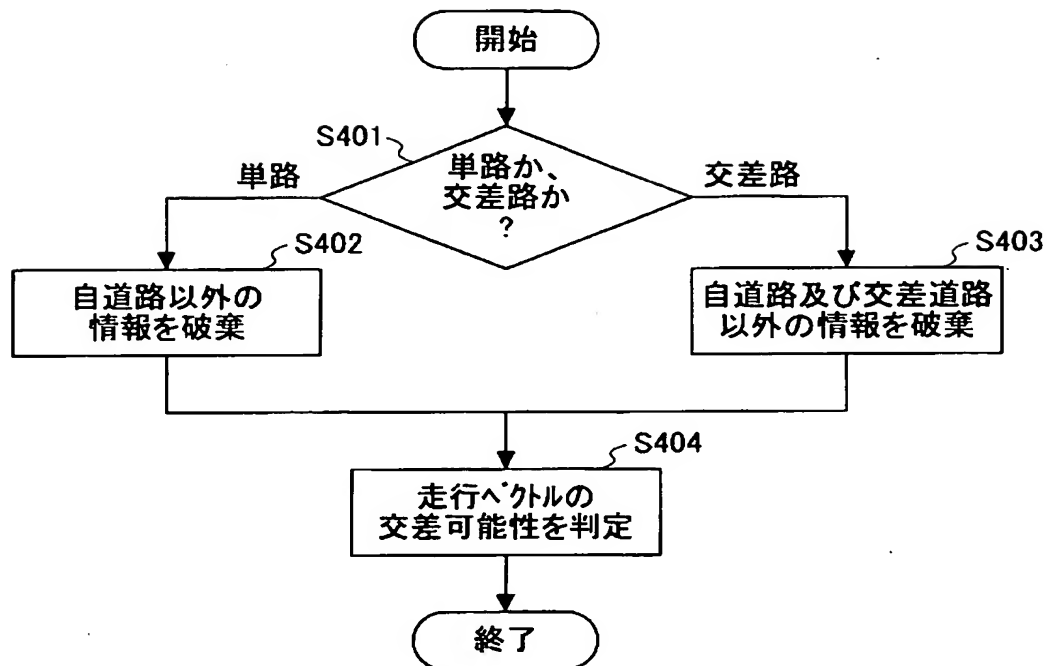 開始
S401
単路か、
交差路か
?
単路
交差路
S402
自道路以外の
情報を破棄
S403
自道路及び交差道路
以外の情報を破棄
S404
走行ベクトルの
交差可能性を判定
終了